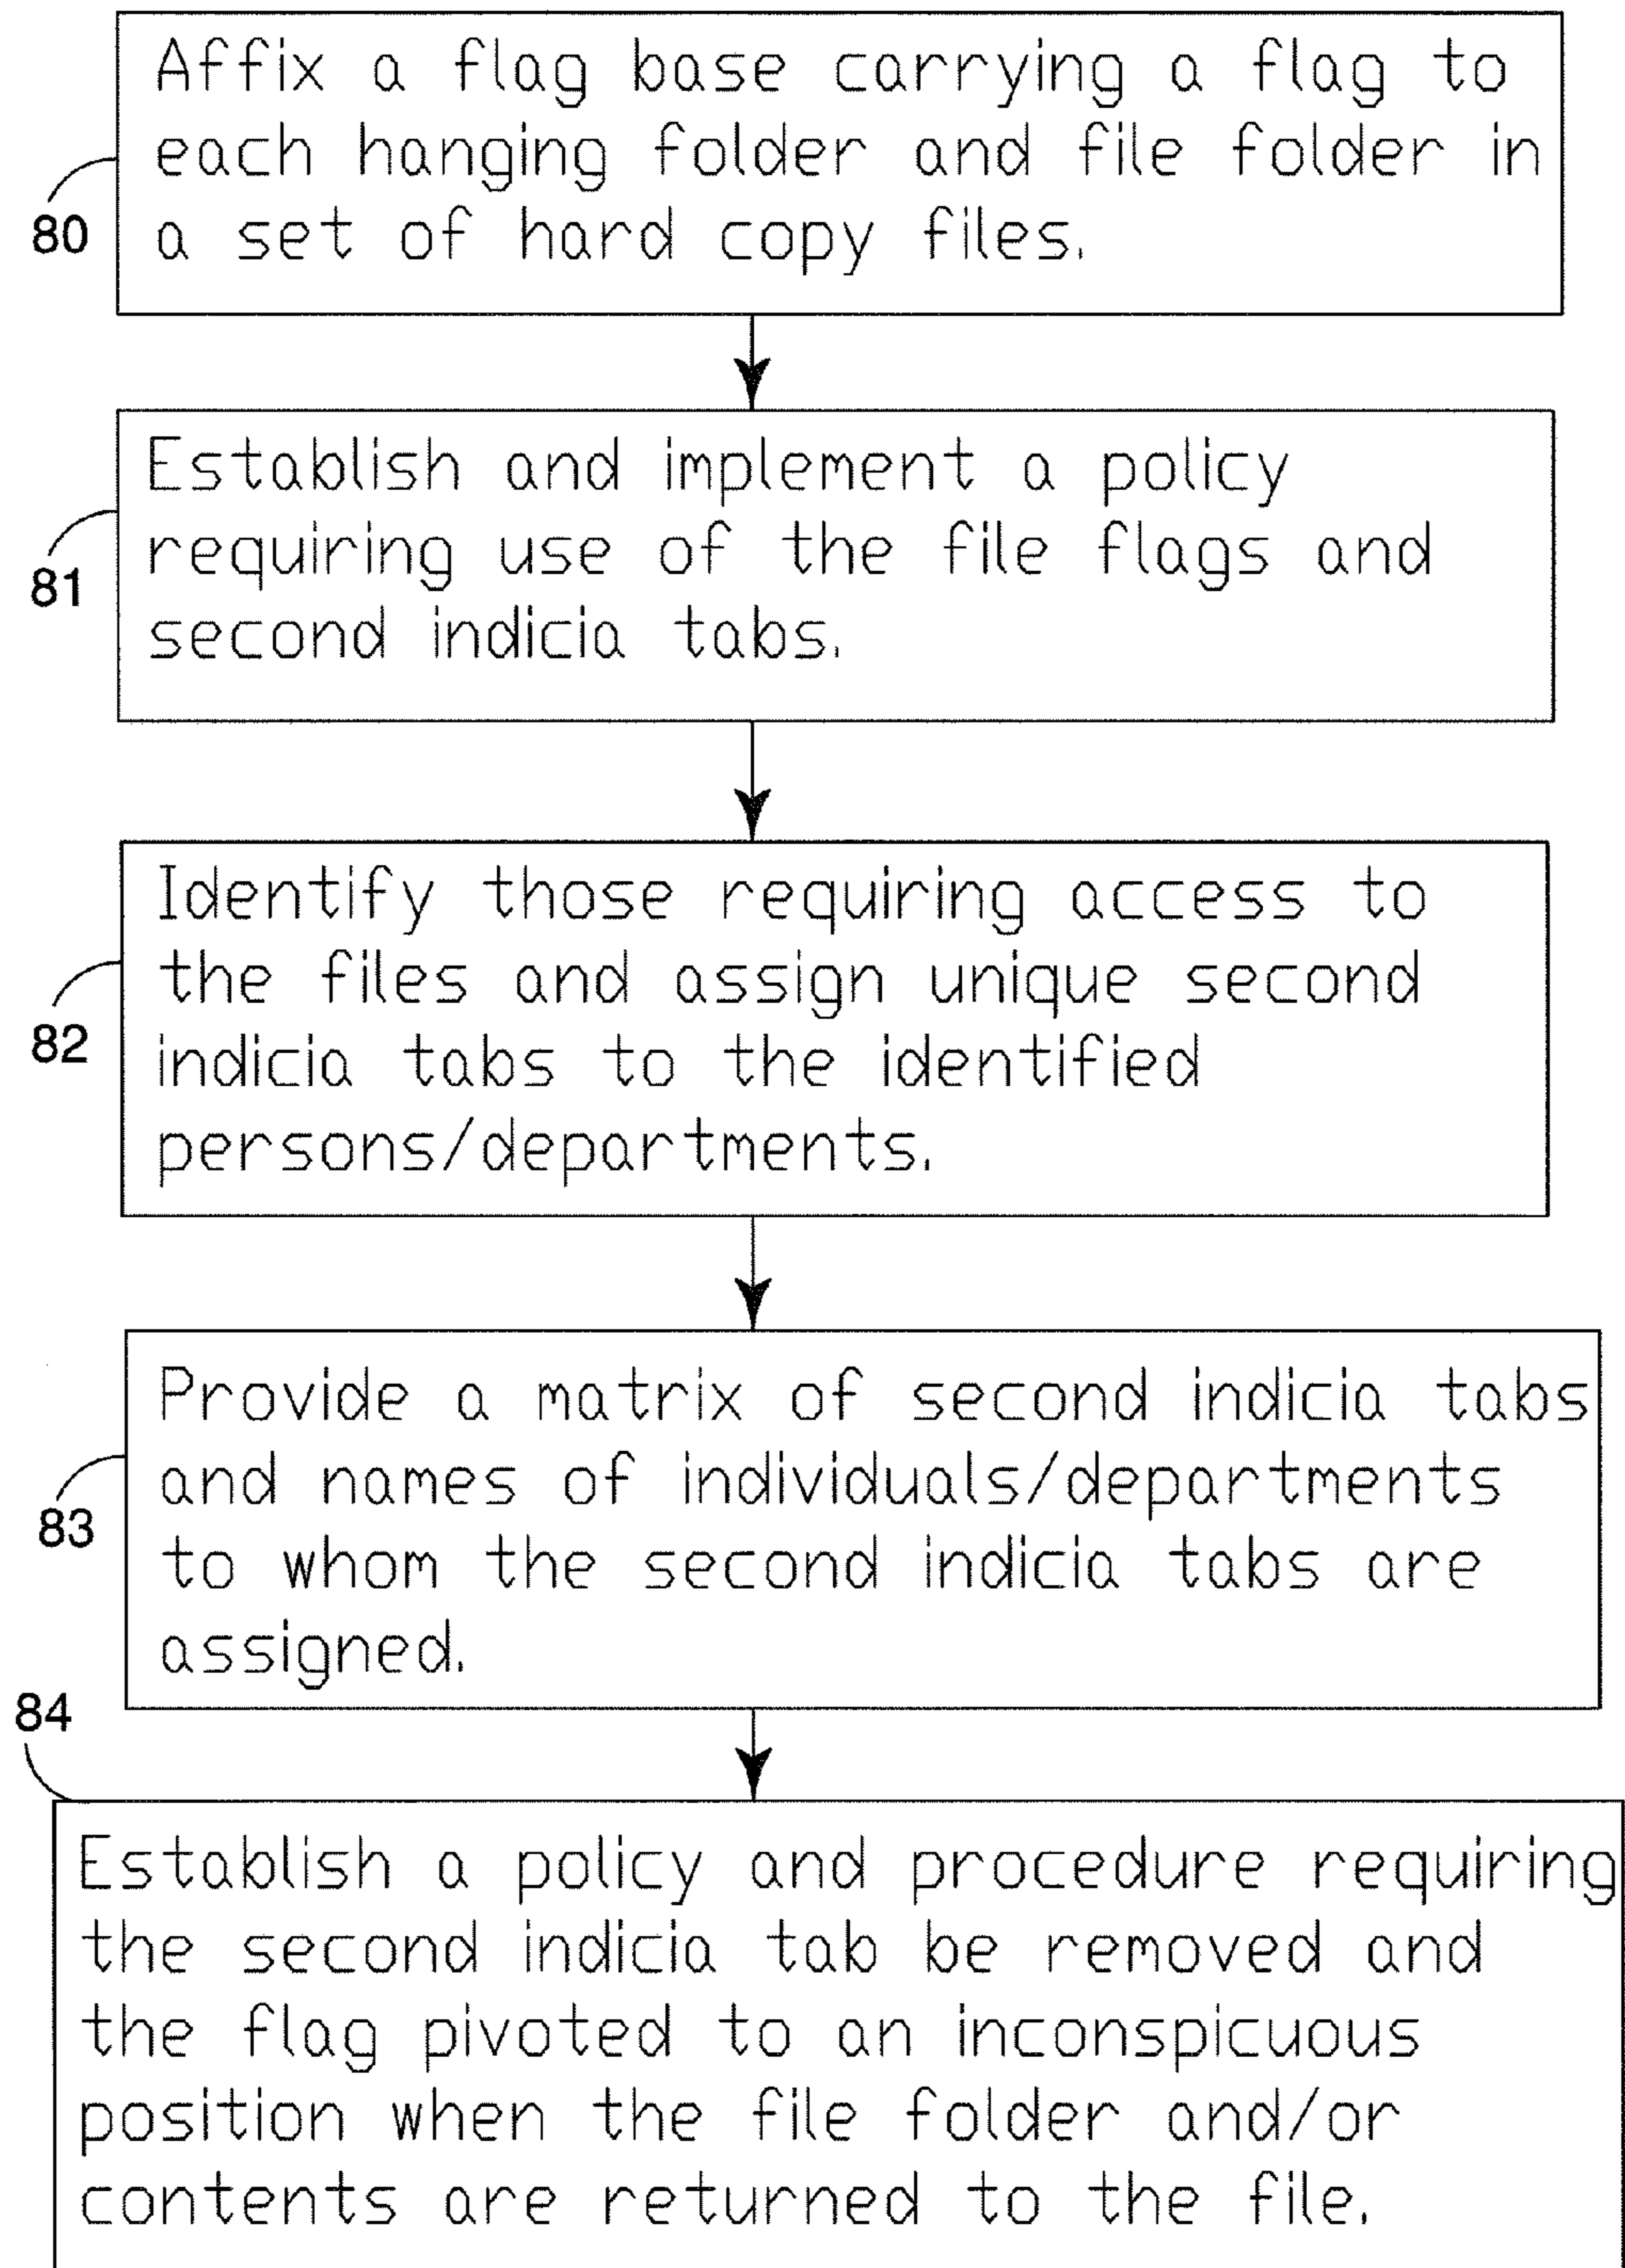 Affix a flag base carrying a flag to
each hanging folder and file folder in
a set of hard copy files.
80
Establish and implement a policy
requiring use of the file flags and
second indicia tabs.
81
Identify those requiring access to
the files and assign unique second
indicia tabs to the identified
persons/departments.
82
Provide a matrix of second indicia tabs
and names of individuals/departments
to whom the second indicia tabs are
assigned.
83
84
Establish a policy and procedure requiring
the second indicia tab be removed and
the flag pivoted to an inconspicuous
position when the file folder and/or
contents are returned to the file.